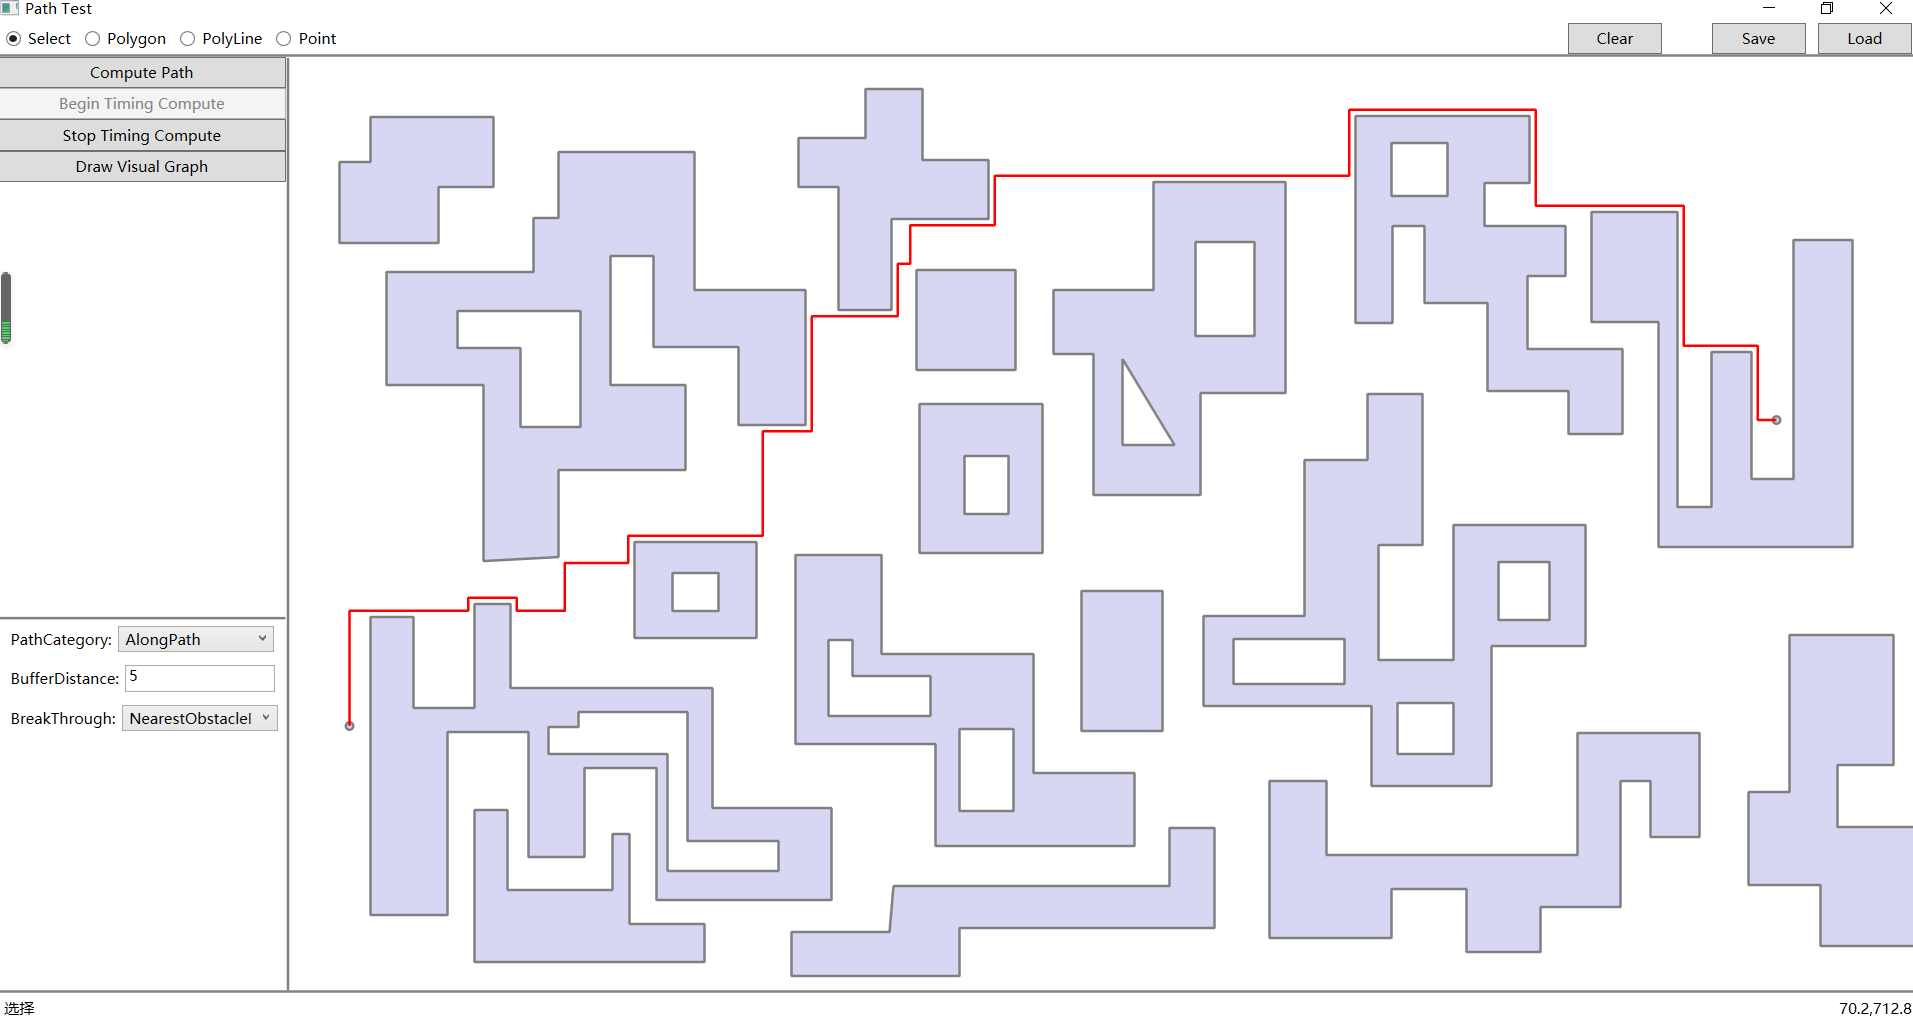 Path Test
Select Polygon PolyLine Point Clear Save Load
Compute Path
Begin Timing Compute
Stop Timing Compute
Draw Visual Graph
PathCategory: AlongPath
BufferDistance: 5
BreakThrough: NearestObstacleI
选择 70.2,712.8